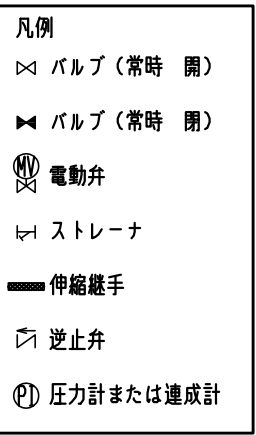 凡例
バルブ（常時　開）
バルブ（常時　閉）
MV 電動弁
ストレーナ
伸縮継手
逆止弁
PI 圧力計または連成計